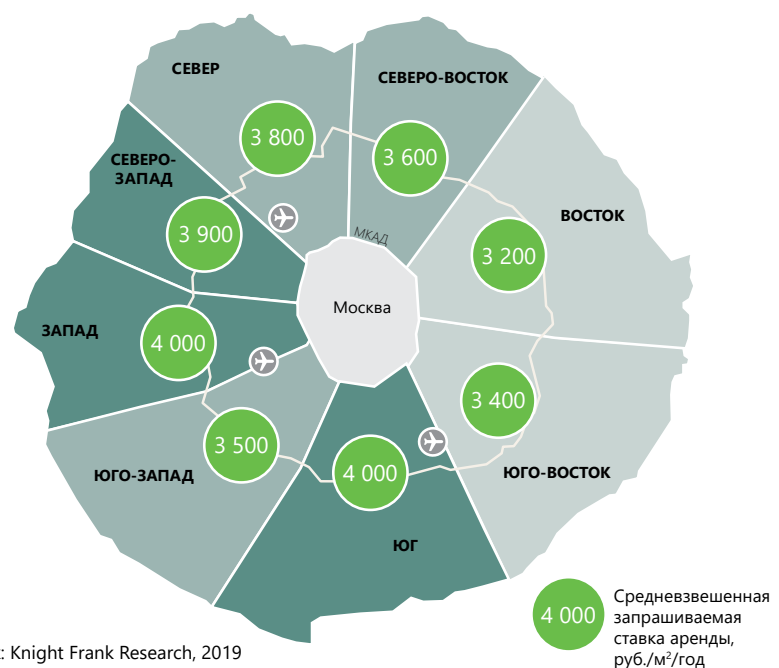 СЕВЕР
СЕВЕРО-ВОСТОК
3 800
3 600
СЕВЕРО-
ЗАПАД
ВОСТОК
3 900
МКАД
3 200
Москва
ЗАПАД
4 000
3 400
3 500
4 000
ЮГО-ЗАПАД
ЮГО-ВОСТОК
ЮГ
4 000
Средневзвешенная
запрашиваемая
ставка аренды,
руб./м²/год
: Knight Frank Research, 2019